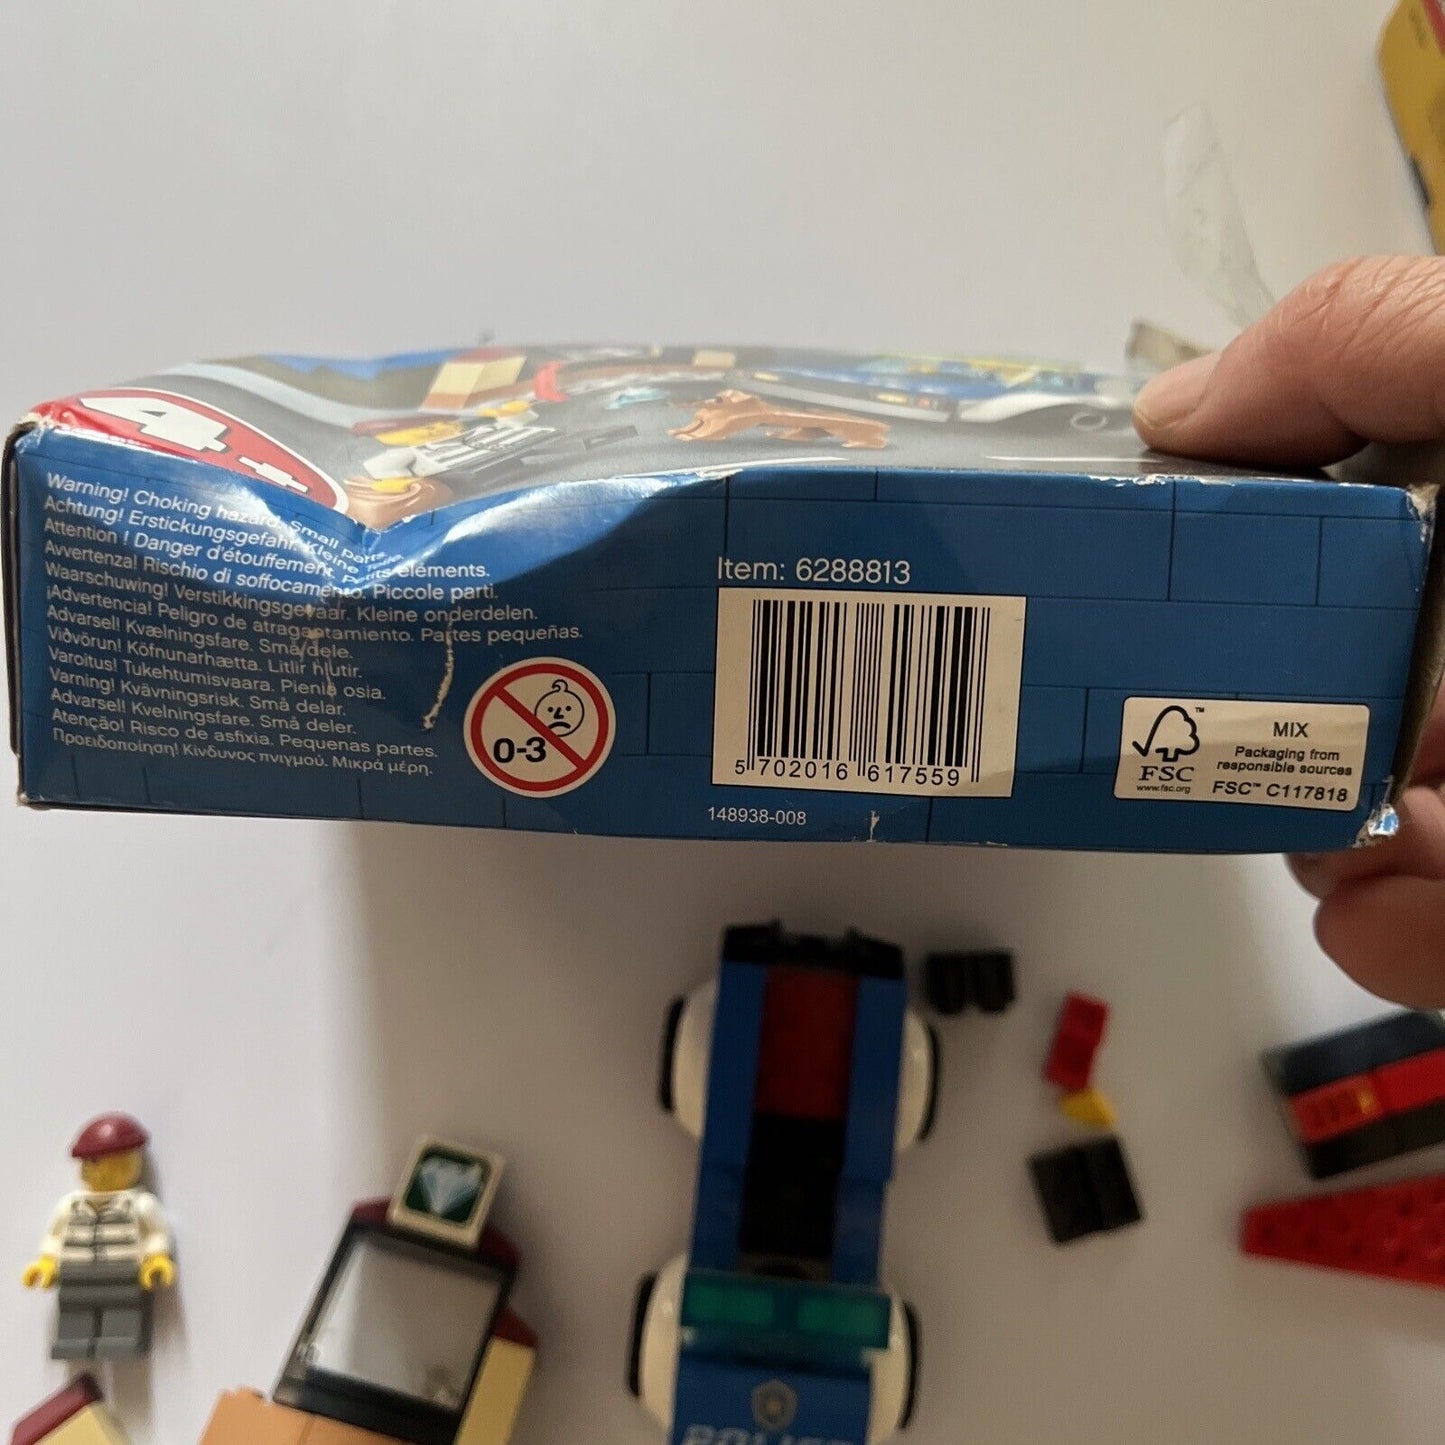 4+
Warning! Choking hazard. Small parts.
Achtung! Erstickungsgefahr. Kleine Teile.
Attention ! Danger d'étouffement. Petits éléments.
Avvertenza! Rischio di soffocamento. Piccole parti.
Waarschuwing! Verstikkingsgevaar. Kleine onderdelen.
¡Advertencia! Peligro de atragantamiento. Partes pequeñas.
Advarsel! Kvælningsfare. Små dele.
Viðvörun! Köfnunarhætta. Litlir hlutir.
Varoitus! Tukehtumisvaara. Pieniä osia.
Varning! Kvävningsrisk. Små delar.
Advarsel! Kvelningsfare. Små deler.
Atenção! Risco de asfixia. Pequenas partes.
Προειδοποίηση! Κίνδυνος πνιγμού. Μικρά μέρη.
0-3
Item: 6288813
5 702016 617559
148938-008
FSC
www.fsc.org
™
MIX
Packaging from
responsible sources
FSC™ C117818
POLICE